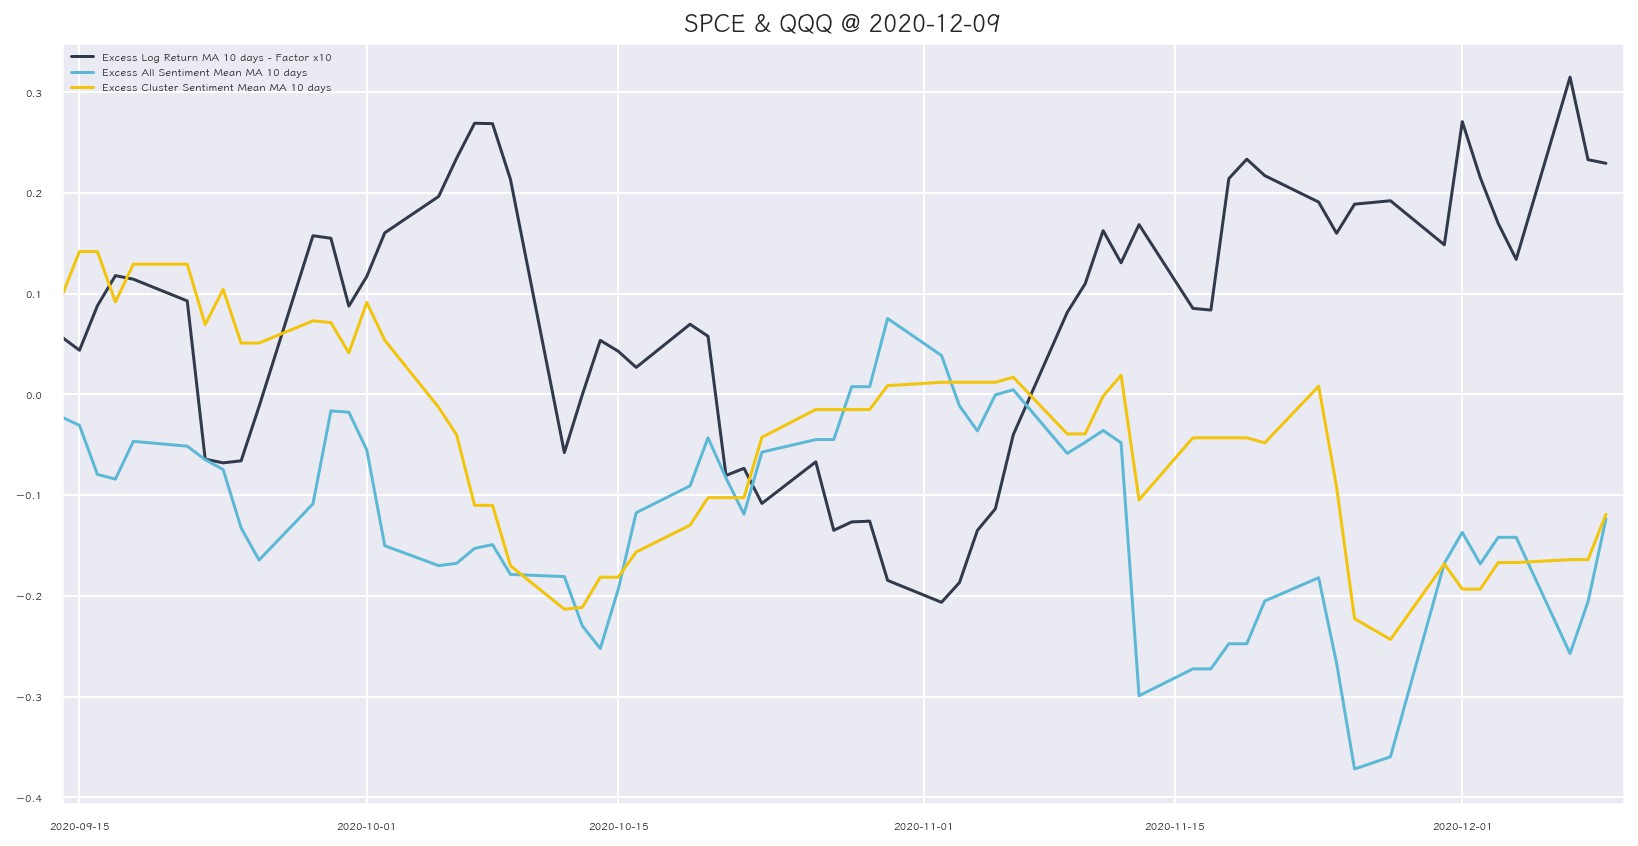 SPCE & QQQ @ 2020-12-09
Excess Log Return MA 10 days - Factor x10
Excess All Sentiment Mean MA 10 days
Excess Cluster Sentiment Mean MA 10 days
0.3
0.2
0.1
0.0
−0.1
−0.2
−0.3
−0.4
2020-09-15 2020-10-01 2020-10-15 2020-11-01 2020-11-15 2020-12-01